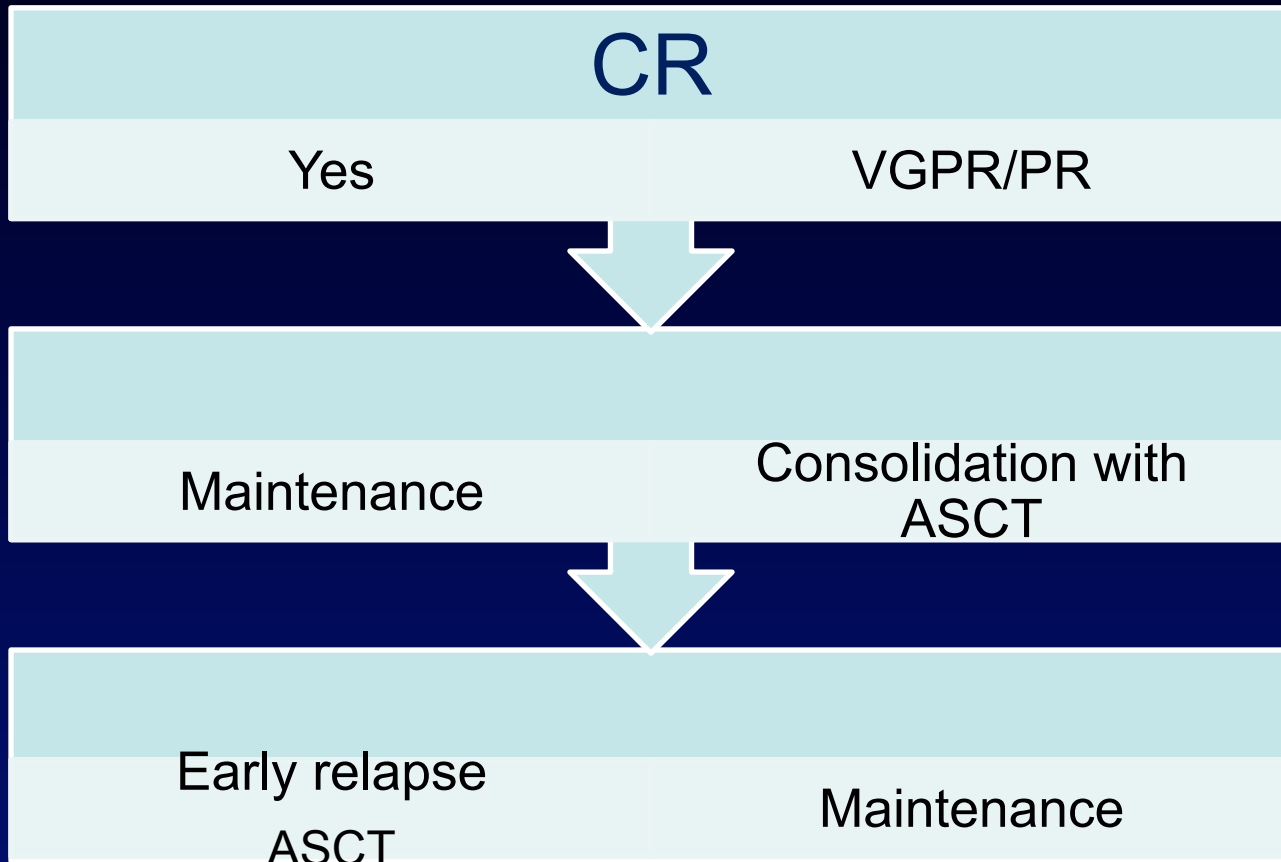 CR
Yes
VGPR/PR
Maintenance
Consolidation with
ASCT
Early relapse
ASCT
Maintenance